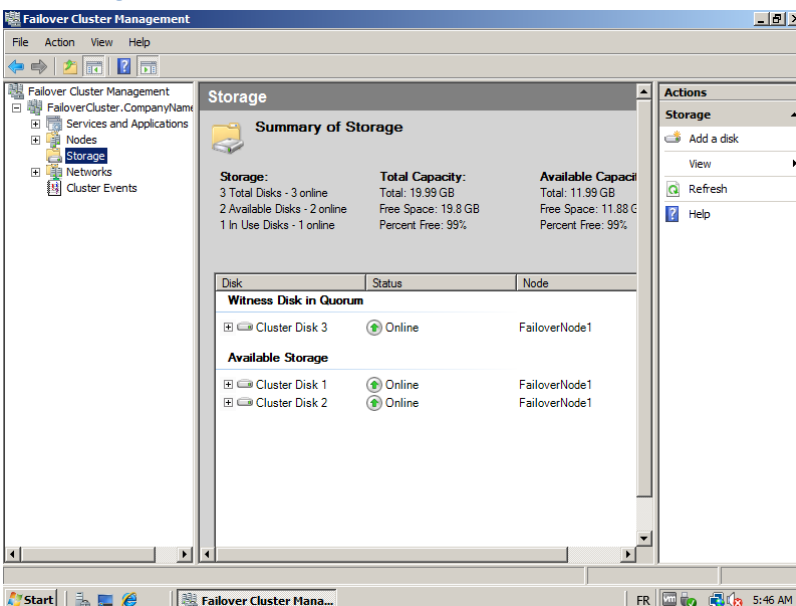 Failover Cluster Management
File Action View Help
Failover Cluster Management
FailoverCluster.CompanyName
Services and Applications
Nodes
Storage
Networks
Cluster Events
Storage
Summary of Storage
Storage: Total Capacity: Available Capacit
3 Total Disks - 3 online Total: 19.99 GB Total: 11.99 GB
2 Available Disks - 2 online Free Space: 19.8 GB Free Space: 11.88 G
1 In Use Disks - 1 online Percent Free: 99% Percent Free: 99%
Disk Status Node
Witness Disk in Quorum
Cluster Disk 3 Online FailoverNode1
Available Storage
Cluster Disk 1 Online FailoverNode1
Cluster Disk 2 Online FailoverNode1
Actions
Storage
Add a disk
View
Refresh
Help
Start Failover Cluster Mana... FR 5:46 AM